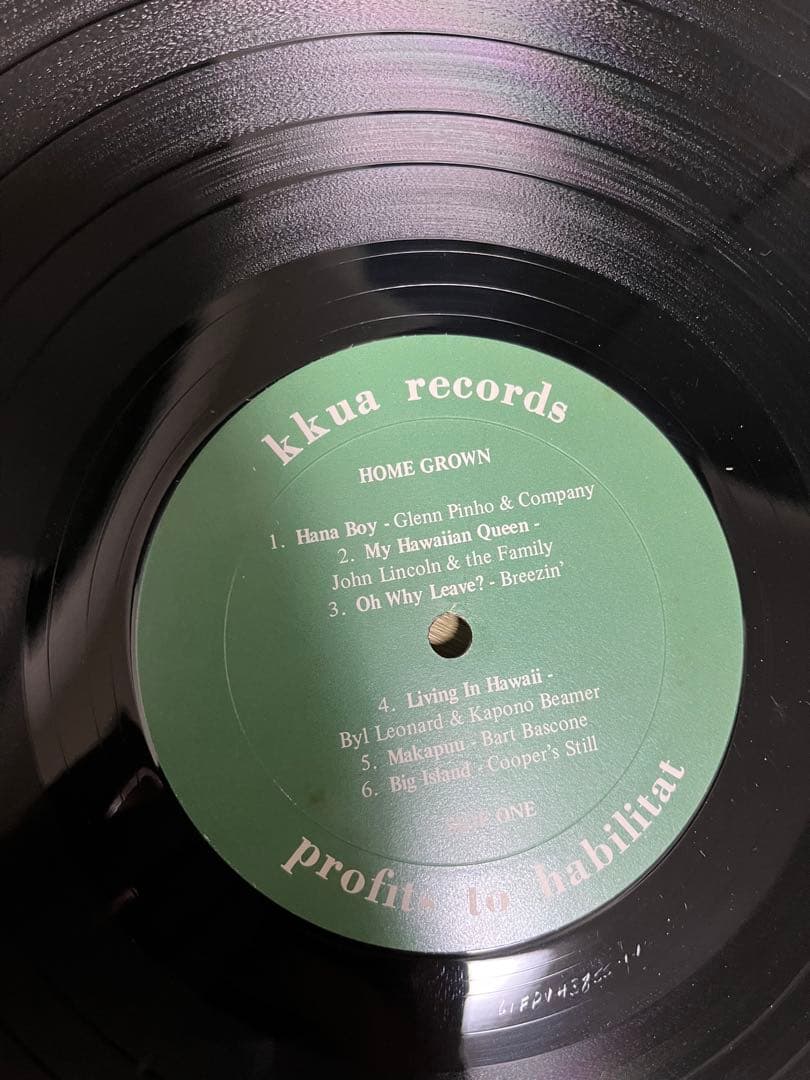 kkua records
HOME GROWN
1. Hana Boy - Glenn Pinho & Company
2. My Hawaiian Queen -
John Lincoln & the Family
3. Oh Why Leave? - Breezin'
4. Living In Hawaii -
Byl Leonard & Kapono Beamer
5. Makapuu - Bart Bascone
6. Big Island - Cooper's Still
SIDE ONE
profits to habilitat